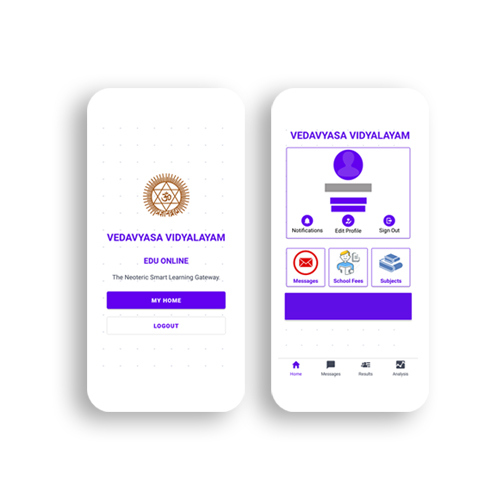 VEDAVYASA VIDYALAYAM
EDU ONLINE
The Neoteric Smart Learning Gateway.
MY HOME
LOGOUT
VEDAVYASA VIDYALAYAM
Notifications
Edit Profile
Sign Out
Messages
School Fees
Subjects
Home
Messages
Results
Analysis